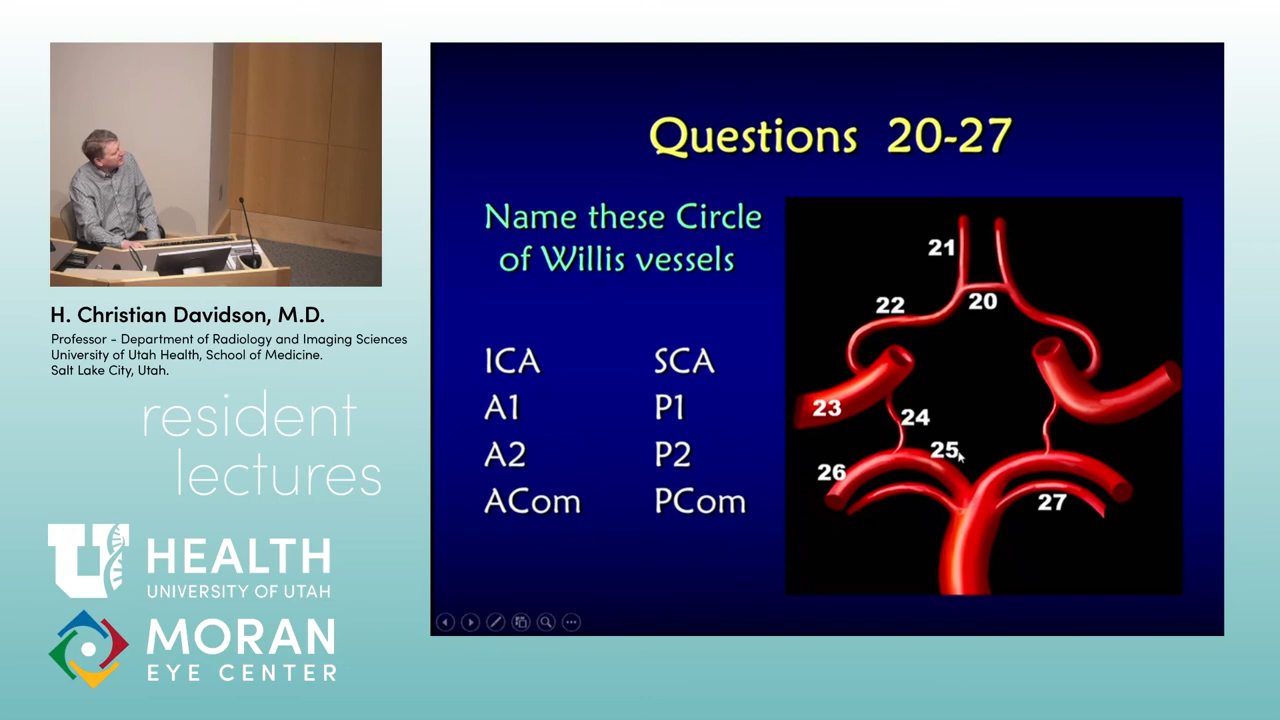 H. Christian Davidson, M.D.
Professor - Department of Radiology and Imaging Sciences
University of Utah Health, School of Medicine.
Salt Lake City, Utah.
resident
lectures
U
HEALTH
UNIVERSITY OF UTAH
MORAN
EYE CENTER
Questions 20-27
Name these Circle
of Willis vessels
ICA SCA
A1 P1
A2 P2
ACom PCom
21
20
22
23
24
25
26
27